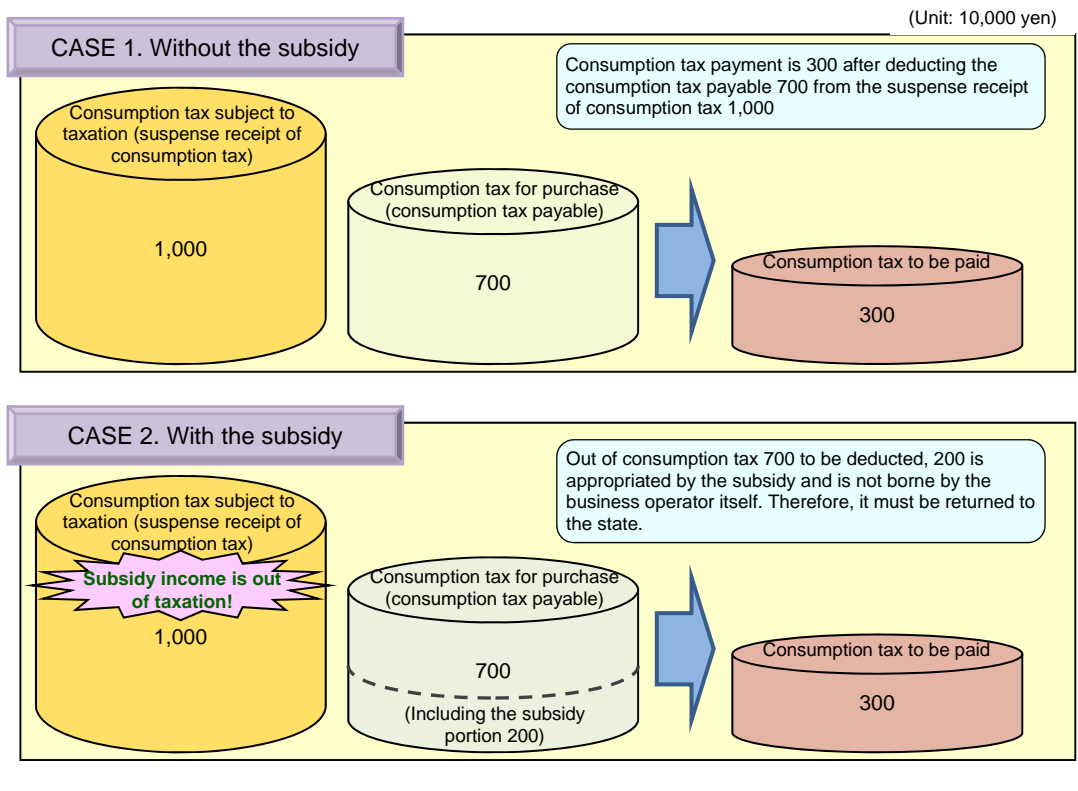 (Unit: 10,000 yen)
CASE 1. Without the subsidy
Consumption tax payment is 300 after deducting the
consumption tax payable 700 from the suspense receipt
of consumption tax 1,000
Consumption tax subject to
taxation (suspense receipt of
consumption tax)
1,000
Consumption tax for purchase
(consumption tax payable)
700
Consumption tax to be paid
300
CASE 2. With the subsidy
Out of consumption tax 700 to be deducted, 200 is
appropriated by the subsidy and is not borne by the
business operator itself. Therefore, it must be returned to
the state.
Consumption tax subject to
taxation (suspense receipt of
consumption tax)
Subsidy income is out
of taxation!
1,000
Consumption tax for purchase
(consumption tax payable)
700
(Including the subsidy
portion 200)
Consumption tax to be paid
300